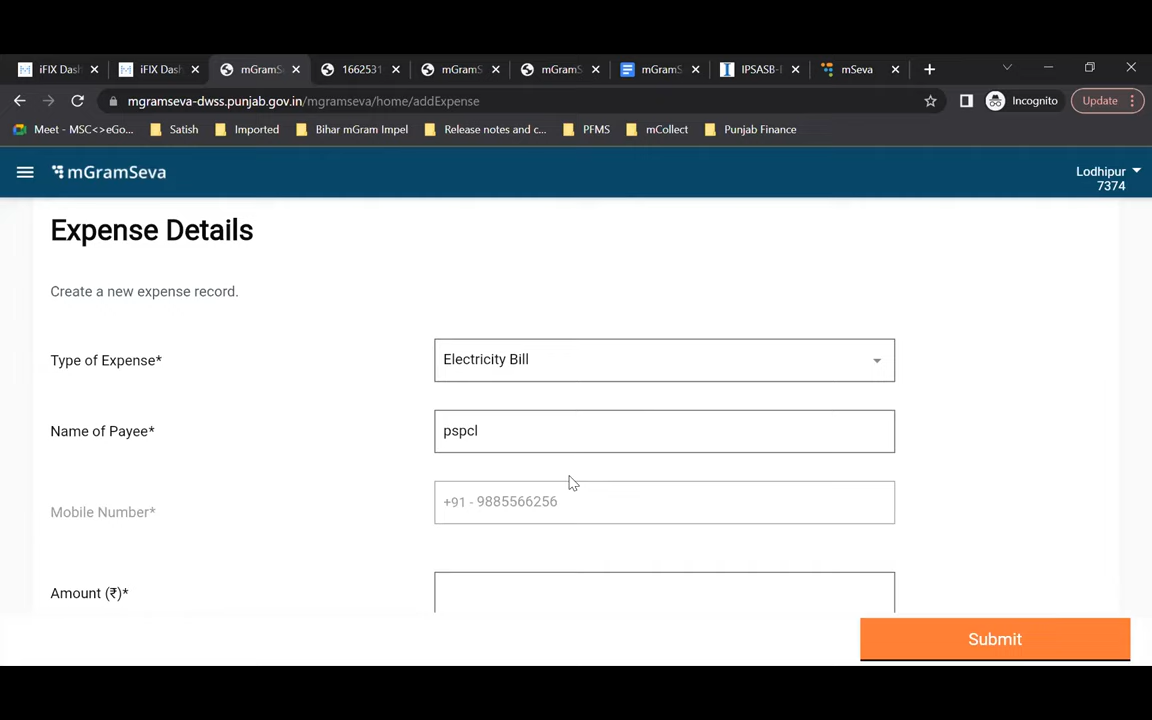 iFIX Dash
iFIX Dash
mGramS
1662531
mGramS
mGramS
mGramS
IPSASB-
mSeva
mgramseva-dwss.punjab.gov.in/mgramseva/home/addExpense
Incognito
Update
Meet - MSC<>eGo...
Satish
Imported
Bihar mGram Impel
Release notes and c...
PFMS
mCollect
Punjab Finance
mGramSeva
Lodhipur
7374
Expense Details
Create a new expense record.
Type of Expense*
Electricity Bill
Name of Payee*
pspcl
Mobile Number*
+91 - 9885566256
Amount (₹)*
Submit